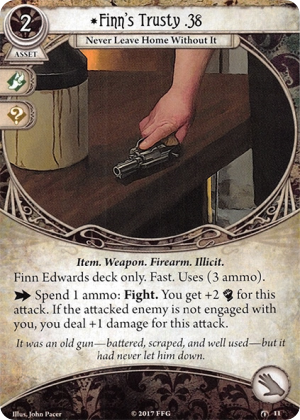 2
*Finn's Trusty .38
ASSET
Never Leave Home Without It
Item. Weapon. Firearm. Illicit.
Finn Edwards deck only. Fast. Uses (3 ammo).
Spend 1 ammo: Fight. You get +2 for this
attack. If the attacked enemy is not engaged with
you, you deal +1 damage for this attack.
It was an old gun—battered, scraped, and well used—but it
had never let him down.
Illus. John Pacer
© 2017 FFG
11